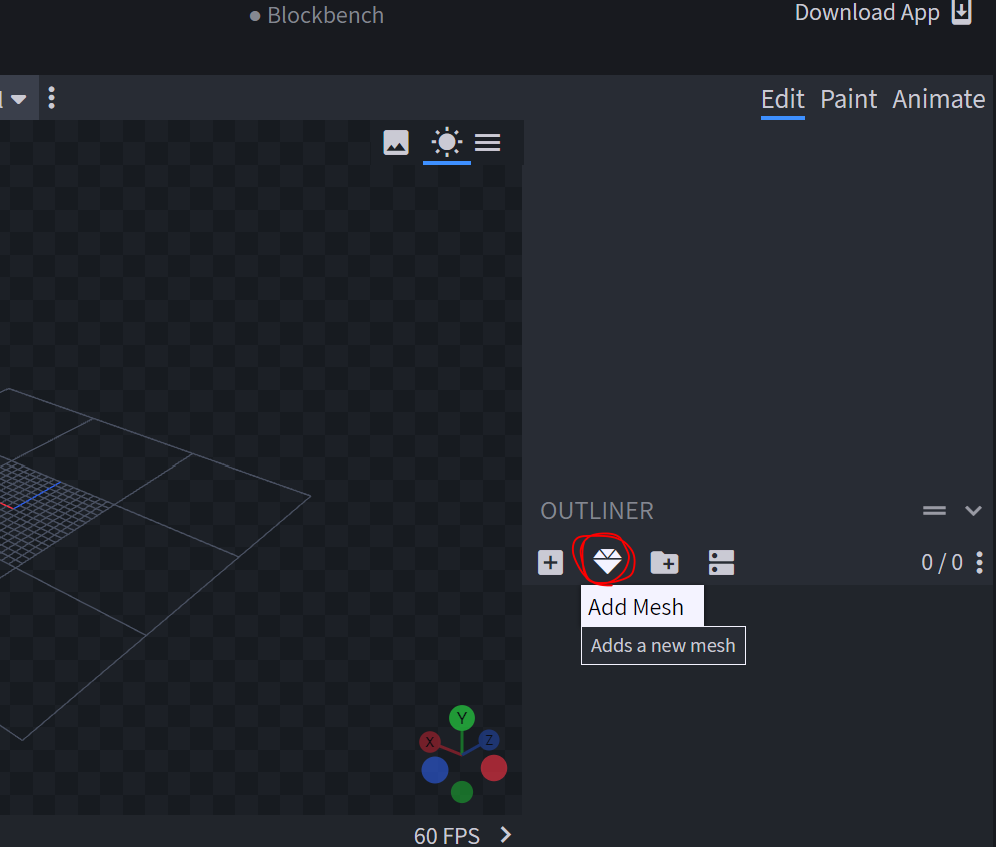 Blockbench
Download App
Edit Paint Animate
OUTLINER
0 / 0
Add Mesh
Adds a new mesh
Y
X
Z
60 FPS